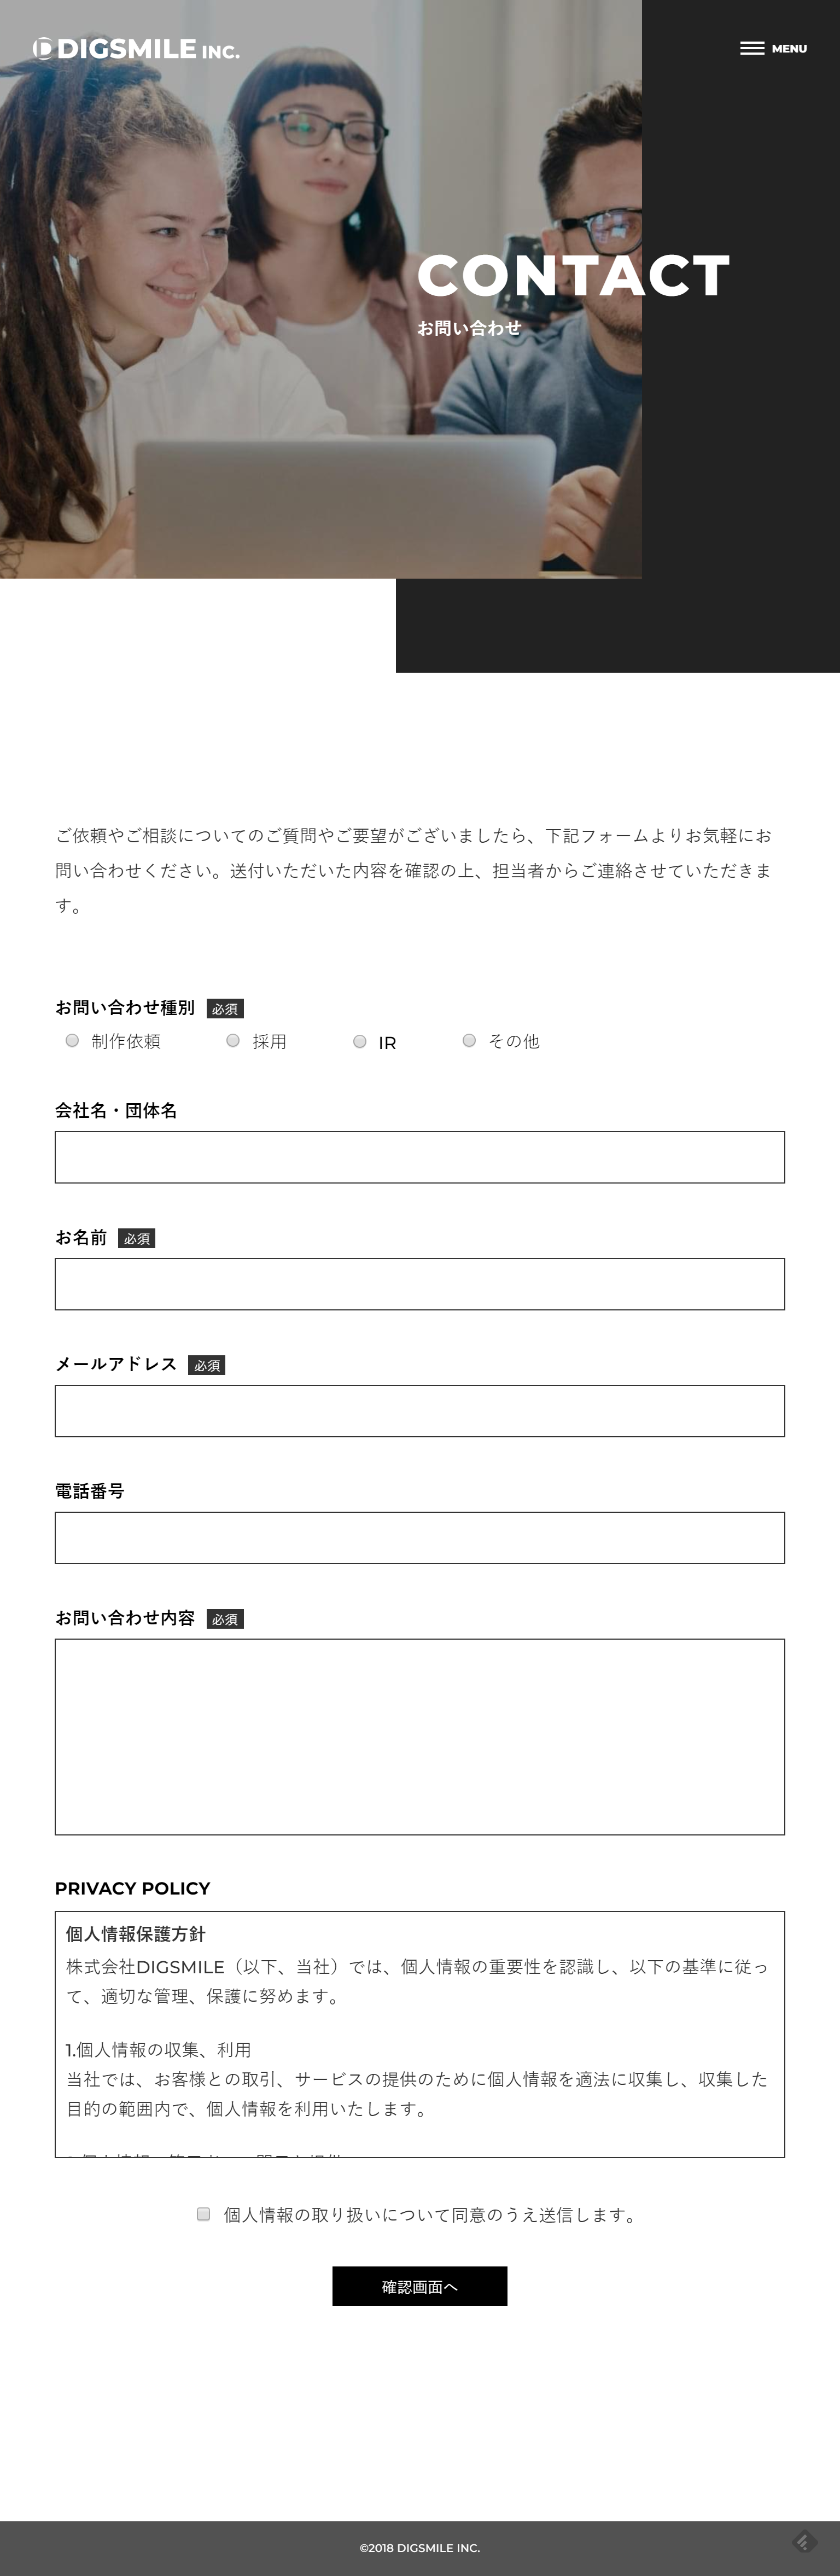 DIGSMILE INC.
MENU
CONTACT
お問い合わせ
ご依頼やご相談についてのご質問やご要望がございましたら、下記フォームよりお気軽にお
問い合わせください。送付いただいた内容を確認の上、担当者からご連絡させていただきま
す。
お問い合わせ種別 必須
制作依頼 採用 IR その他
会社名・団体名
お名前 必須
メールアドレス 必須
電話番号
お問い合わせ内容 必須
PRIVACY POLICY
個人情報保護方針
株式会社DIGSMILE（以下、当社）では、個人情報の重要性を認識し、以下の基準に従っ
て、適切な管理、保護に努めます。
1.個人情報の収集、利用
当社では、お客様との取引、サービスの提供のために個人情報を適法に収集し、収集した
目的の範囲内で、個人情報を利用いたします。
個人情報の取り扱いについて同意のうえ送信します。
確認画面へ
©2018 DIGSMILE INC.